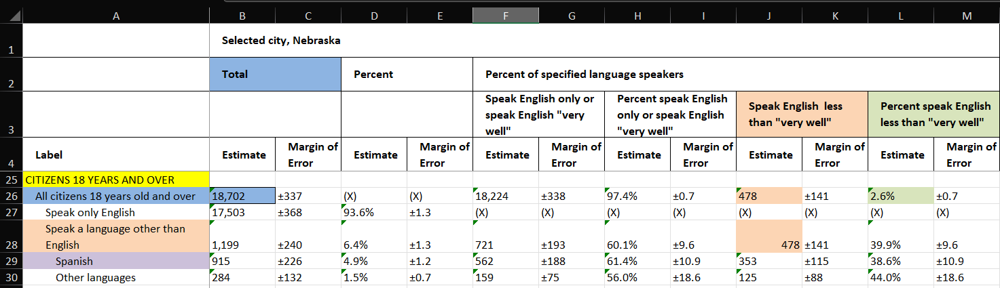 A B C D E F G H I J K L M
1 Selected city, Nebraska
2 Total Percent Percent of specified language speakers
3 Speak English only or speak English "very well" Percent speak English only or speak English "very well" Speak English less than "very well" Percent speak English less than "very well"
4 Label Estimate Margin of Error Estimate Margin of Error Estimate Margin of Error Estimate Margin of Error Estimate Margin of Error Estimate Margin of Error
25 CITIZENS 18 YEARS AND OVER
26 All citizens 18 years old and over 18,702 ±337 (X) (X) 18,224 ±338 97.4% ±0.7 478 ±141 2.6% ±0.7
27 Speak only English 17,503 ±368 93.6% ±1.3 (X) (X) (X) (X) (X) (X) (X) (X)
28 Speak a language other than English 1,199 ±240 6.4% ±1.3 721 ±193 60.1% ±9.6 478 ±141 39.9% ±9.6
29 Spanish 915 ±226 4.9% ±1.2 562 ±188 61.4% ±10.9 353 ±115 38.6% ±10.9
30 Other languages 284 ±132 1.5% ±0.7 159 ±75 56.0% ±18.6 125 ±88 44.0% ±18.6